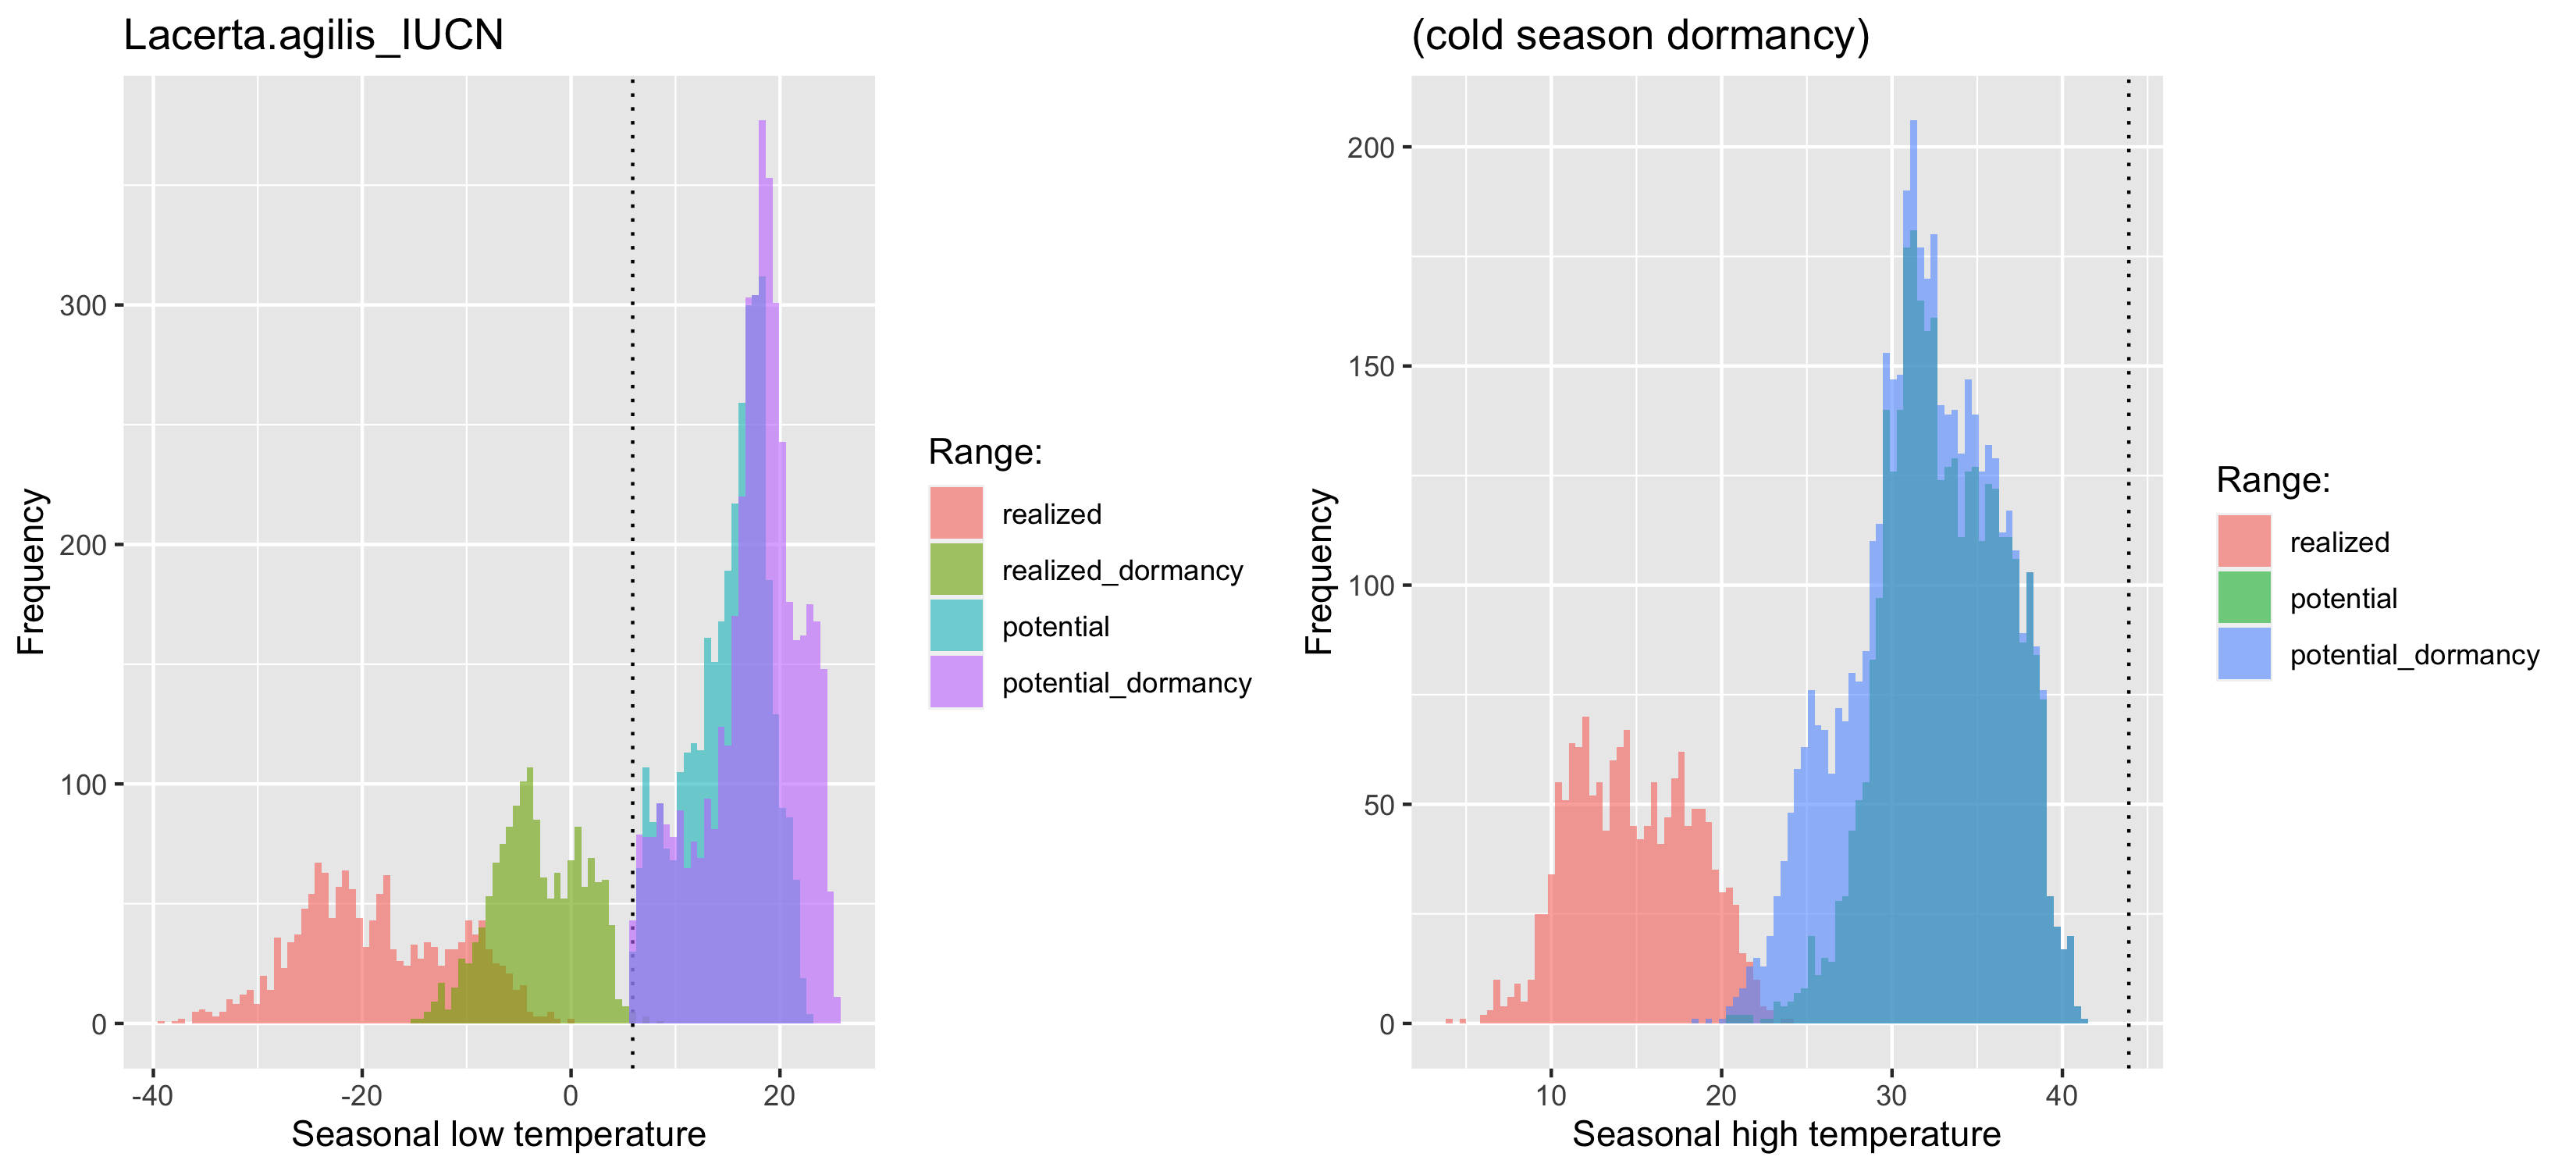 Lacerta.agilis_IUCN
Frequency
300
200
100
0
-40 -20 0 20
Seasonal low temperature
Range:
realized
realized_dormancy
potential
potential_dormancy
(cold season dormancy)
Frequency
200
150
100
50
0
10 20 30 40
Seasonal high temperature
Range:
realized
potential
potential_dormancy